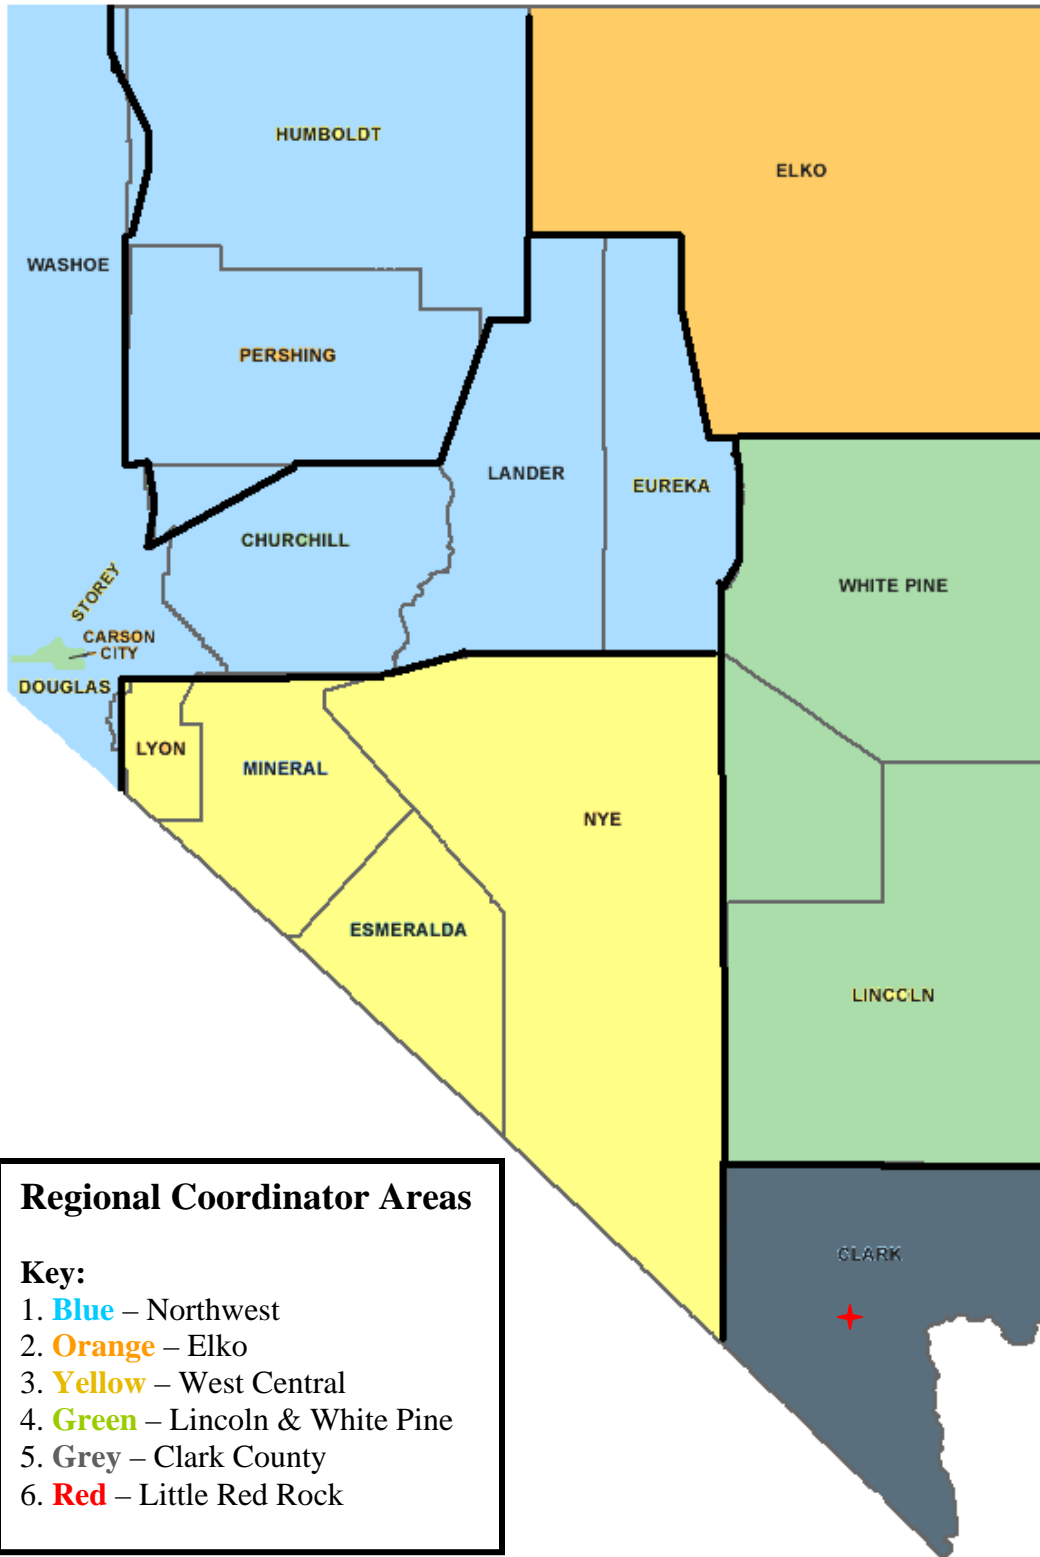 HUMBOLDT
ELKO
WASHOE
PERSHING
LANDER
EUREKA
CHURCHILL
STOREY
WHITE PINE
CARSON
CITY
DOUGLAS
LYON
MINERAL
NYE
ESMERALDA
LINCOLN
CLARK
Regional Coordinator Areas
Key:
1. Blue – Northwest
2. Orange – Elko
3. Yellow – West Central
4. Green – Lincoln & White Pine
5. Grey – Clark County
6. Red – Little Red Rock